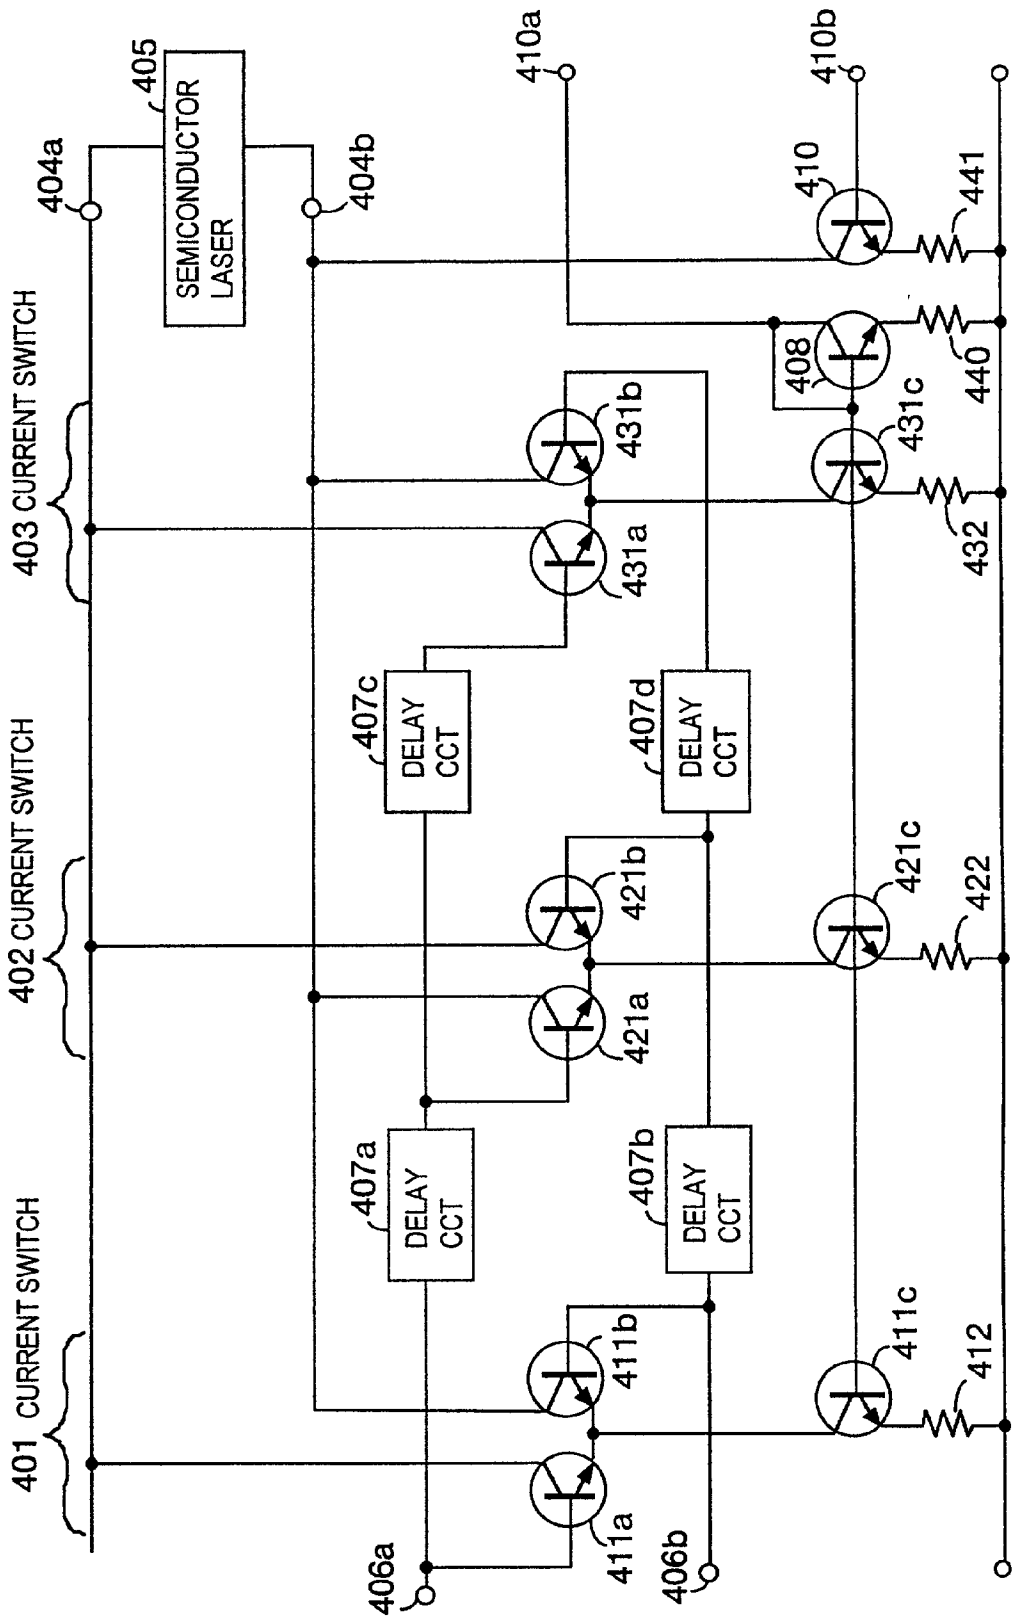 401 CURRENT SWITCH
402 CURRENT SWITCH
403 CURRENT SWITCH
404a
405
SEMICONDUCTOR
LASER
404b
407a
DELAY
CCT
407c
DELAY
CCT
406a
411a
411b
421a
421b
431a
431b
410a
406b
407b
DELAY
CCT
407d
DELAY
CCT
411c
421c
431c
408
410
410b
412
422
432
440
441